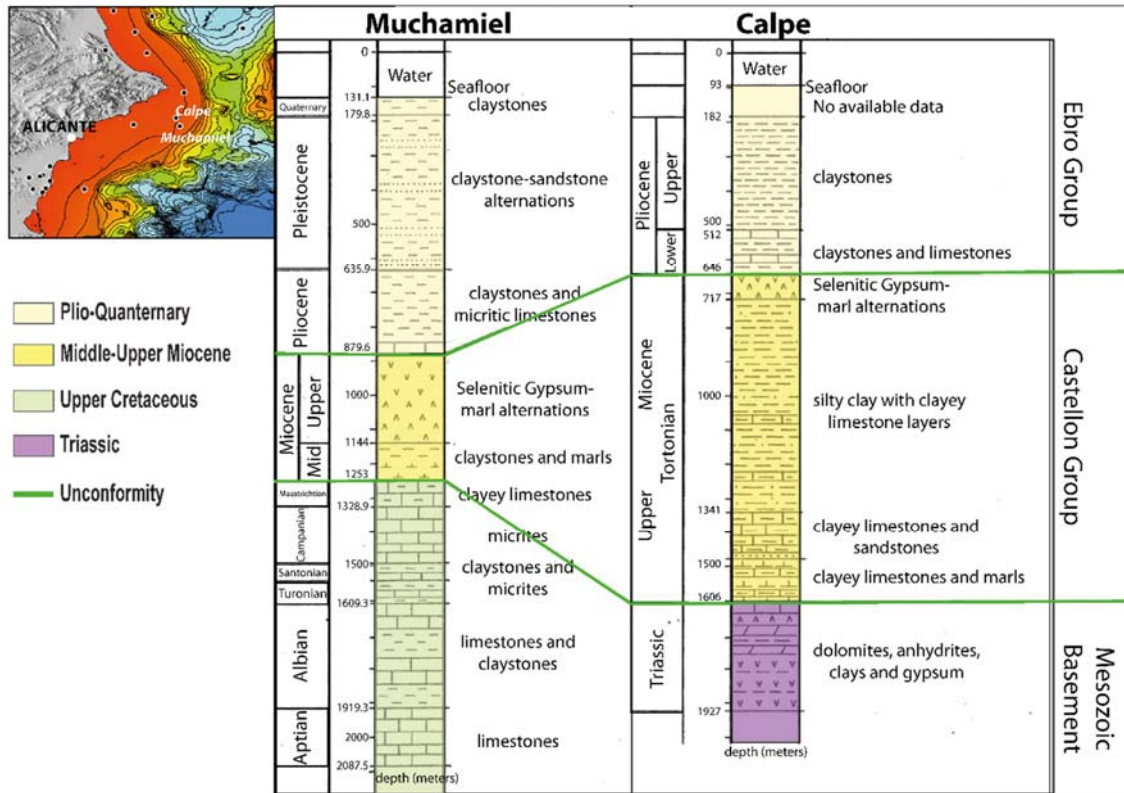 Muchamiel
Calpe
ALICANTE
Calpe
Muchamiel
Plio-Quanternary
Middle-Upper Miocene
Upper Cretaceous
Triassic
Unconformity
0
Water
Seafloor
131.1
Quaternary
claystones
179.8
Pleistocene
claystone-sandstone
alternations
500
635.9
Pliocene
claystones and
micritic limestones
879.5
Miocene
Upper
1000
Selenitic Gypsum-
marl alternations
1144
Mid
claystones and marls
1253
Maustrichtion
clayey limestones
1328.9
Campanian
micrites
1500
Santonian
claystones and
micrites
Turonian
1609.3
Albian
limestones and
claystones
1919.3
Aptian
2000
limestones
2087.5
depth (meters)
0
Water
93
Seafloor
No available data
182
Pliocene
Upper
claystones
500
512
Lower
claystones and limestones
646
Selenitic Gypsum-
marl alternations
717
Miocene
Upper
Tortonian
1000
silty clay with clayey
limestone layers
1341
clayey limestones and
sandstones
1500
clayey limestones and marls
1606
Triassic
dolomites, anhydrites,
clays and gypsum
1927
depth (meters)
Ebro Group
Castellon Group
Mesozoic
Basement